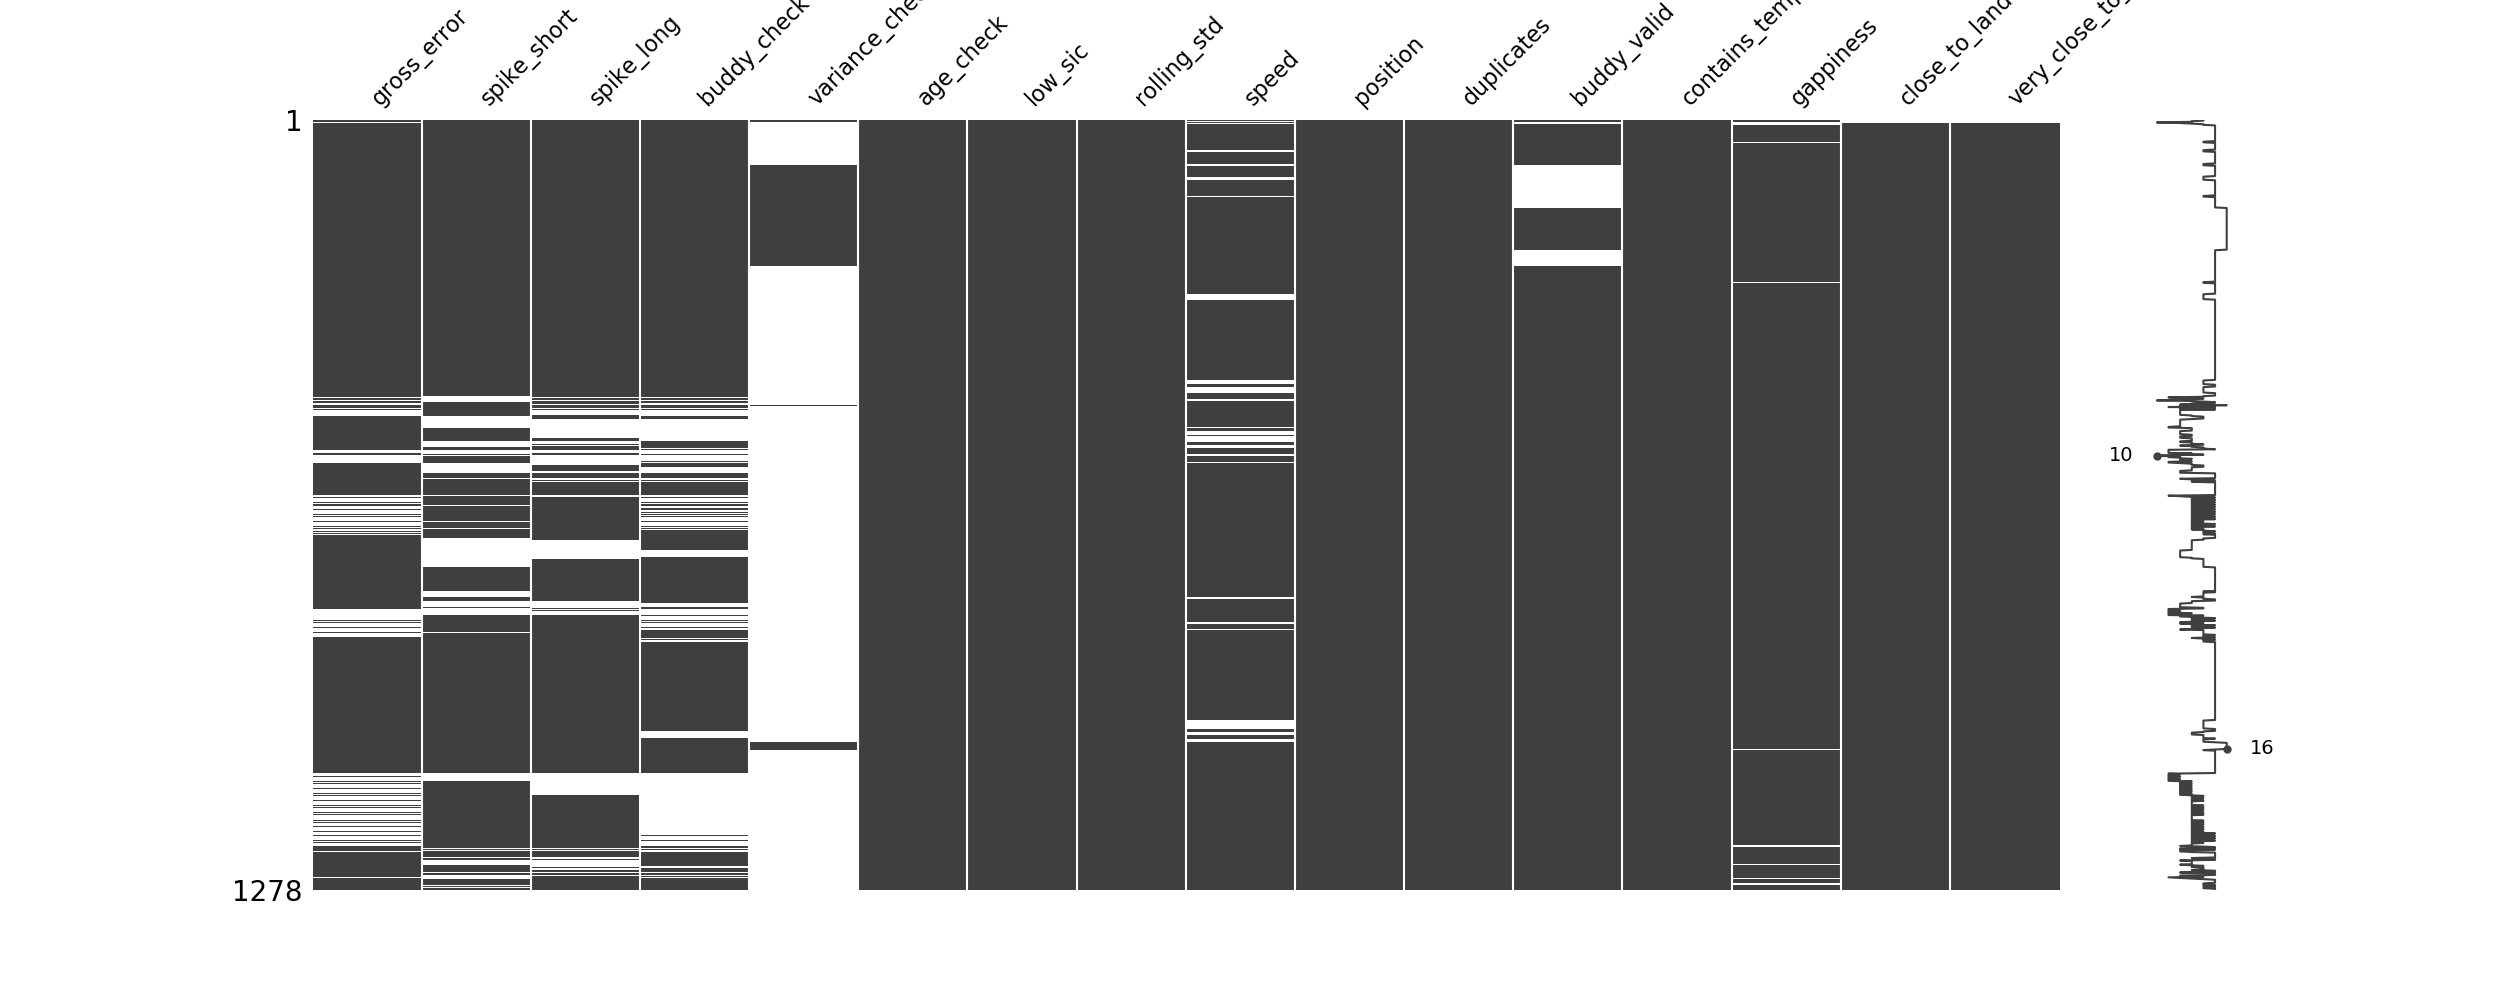 gross_error
spike_short
spike_long
buddy_check
age_check
low_sic
rolling_std
speed
position
duplicates
buddy_valid
gappiness
close_to_land
1
10
16
1278